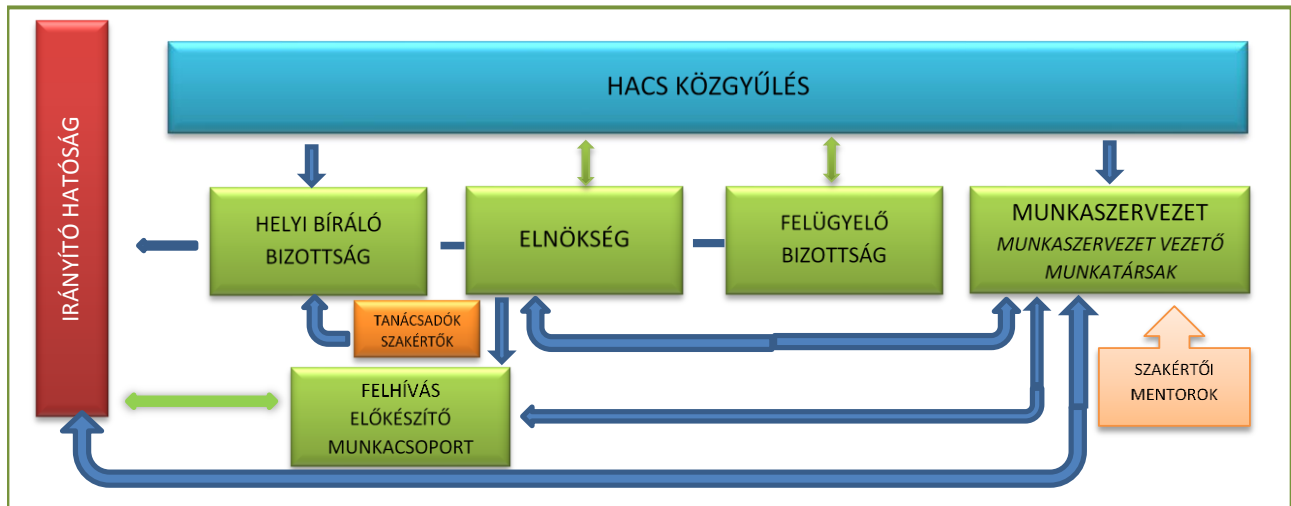 IRÁNYÍTÓ HATÓSÁG
HACS KÖZGYŰLÉS
HELYI BÍRÁLÓ
BIZOTTSÁG
ELNÖKSÉG
FELÜGYELŐ
BIZOTTSÁG
MUNKASZERVEZET
MUNKASZERVEZET VEZETŐ
MUNKATÁRSAK
TANÁCSADÓK
SZAKÉRTŐK
FELHÍVÁS
ELŐKÉSZÍTŐ
MUNKACSOPORT
SZAKÉRTŐI
MENTOROK